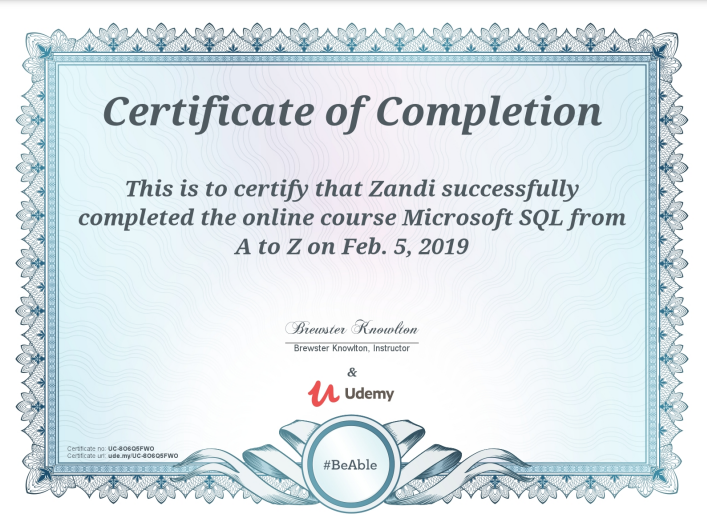 Certificate of Completion
This is to certify that Zandi successfully
completed the online course Microsoft SQL from
A to Z on Feb. 5, 2019
Brewster Knowlton
Brewster Knowlton, Instructor
&
Udemy
Certificate no: UC-8O6Q5FWO
Certificate url: ude.my/UC-8O6Q5FWO
#BeAble